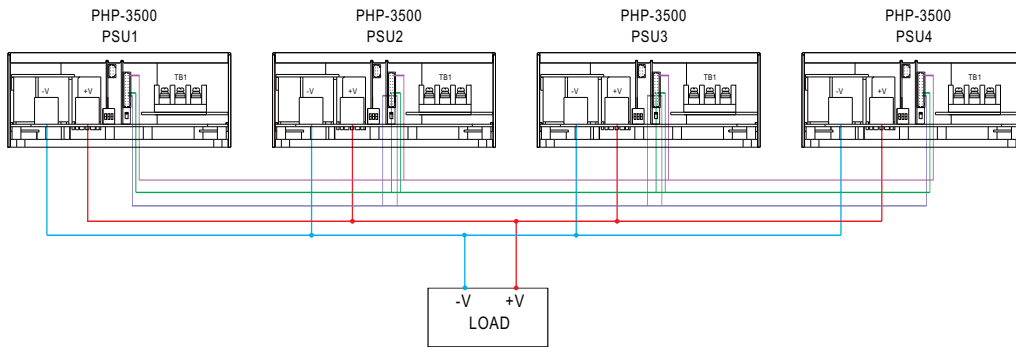 PHP-3500
PSU1
PHP-3500
PSU2
PHP-3500
PSU3
PHP-3500
PSU4
-V
+V
TB1
-V
+V
TB1
-V
+V
TB1
-V
+V
TB1
-V +V
LOAD